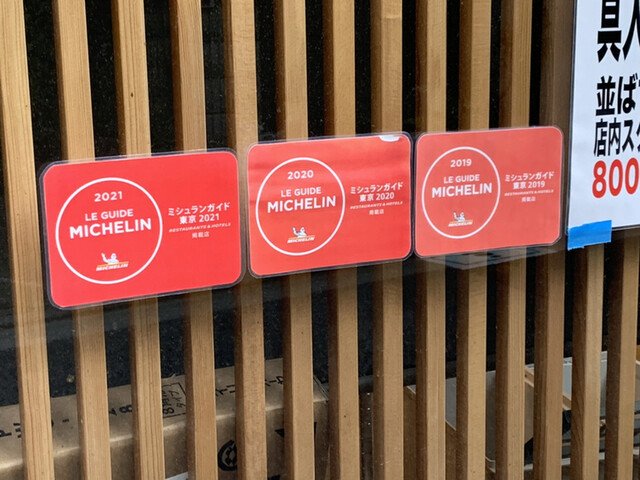 2021
LE GUIDE
MICHELIN
ミシュランガイド
東京 2021
RESTAURANTS & HOTELS
掲載店
2020
LE GUIDE
MICHELIN
ミシュランガイド
東京 2020
RESTAURANTS & HOTELS
掲載店
2019
LE GUIDE
MICHELIN
ミシュランガイド
東京 2019
RESTAURANTS & HOTELS
掲載店
並ば
店内ス
800